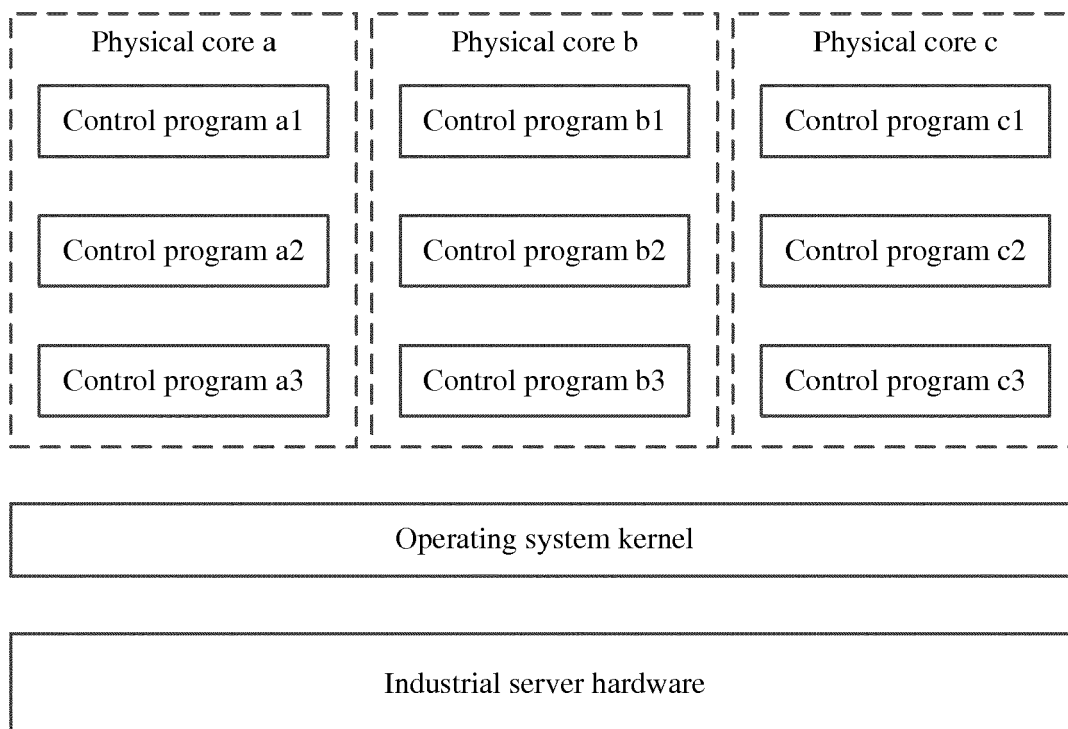 Physical core a
Control program a1
Control program a2
Control program a3
Physical core b
Control program b1
Control program b2
Control program b3
Physical core c
Control program c1
Control program c2
Control program c3
Operating system kernel
Industrial server hardware